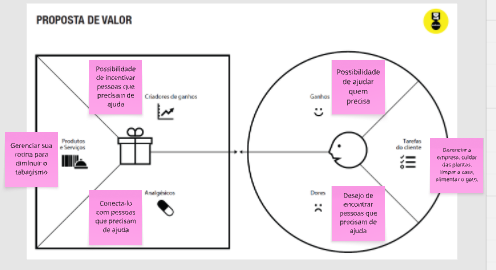 PROPOSTA DE VALOR
Possibilidade
de incentivar
pessoas que
precisam de
ajuda
Criadores de ganhos
Gerenciar sua
rotina para
diminuir o
tabagismo
Produtos
e Serviços
Analgésicos
Conecta-lo
com pessoas
que precisam
de ajuda
Possibilidade
de ajudar
quem
precisa
Ganhos
Tarefas
do cliente
Gerenciar a
empresa, cuidar
das plantas,
limpar a casa,
alimentar o gato,
Dores
Desejo de
encontrar
pessoas que
precisam de
ajuda